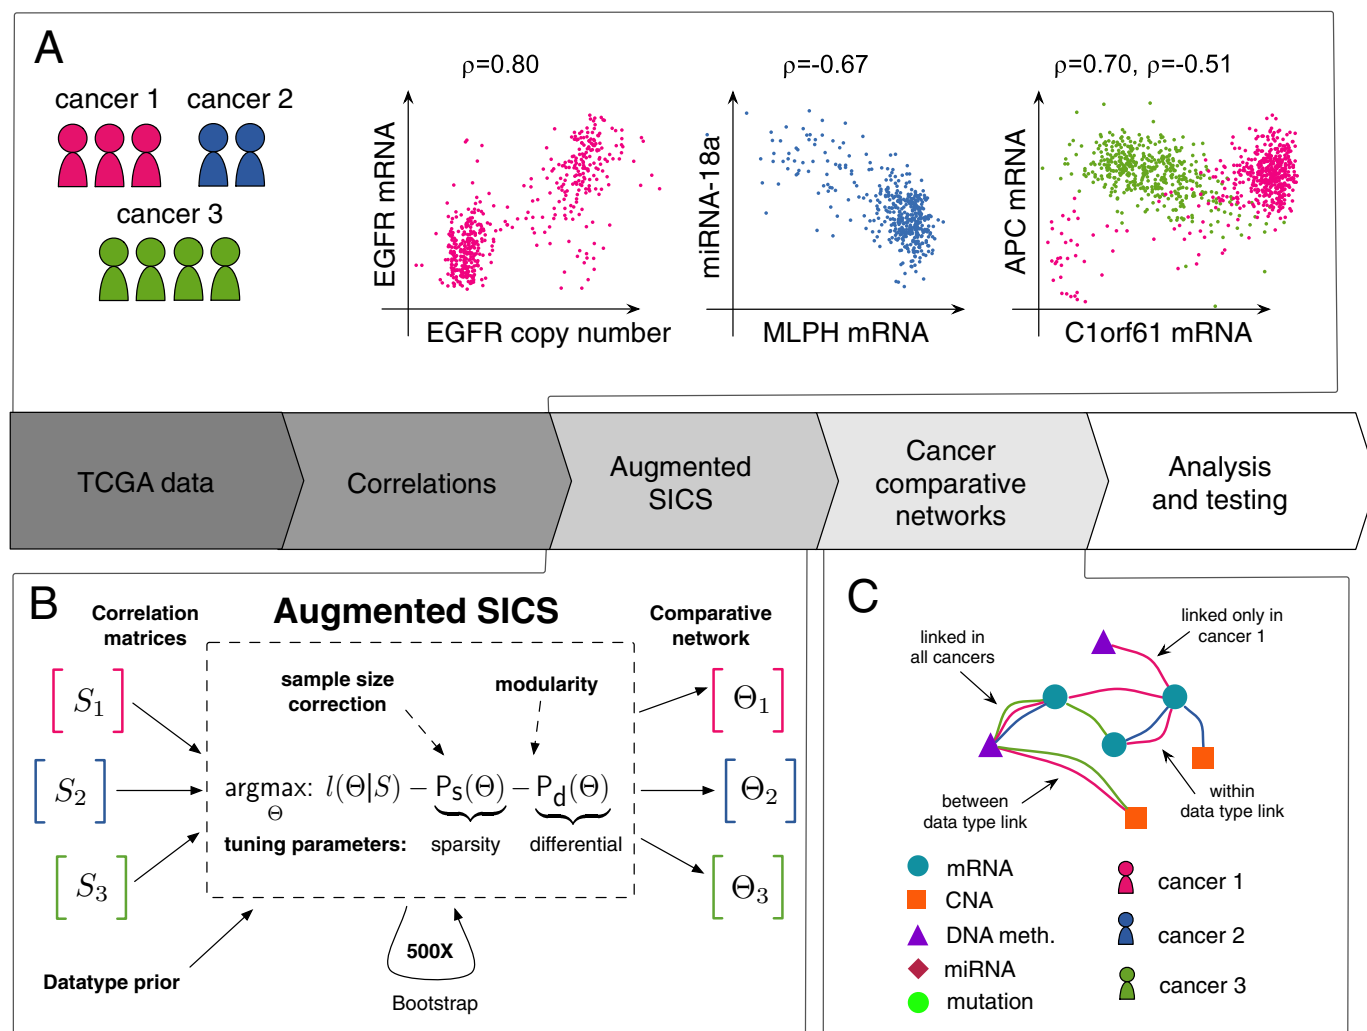 A
cancer 1
cancer 2
cancer 3
ρ=0.80
EGFR mRNA
EGFR copy number
ρ=-0.67
miRNA-18a
MLPH mRNA
ρ=0.70, ρ=-0.51
APC mRNA
C1orf61 mRNA
TCGA data
Correlations
Augmented
SICS
Cancer
comparative
networks
Analysis
and testing
B
Augmented SICS
Correlation
matrices
S1
S2
S3
sample size
correction
modularity
argmax: l(Θ|S) − Ps(Θ) − Pd(Θ)
Θ
tuning parameters: sparsity differential
Comparative
network
Θ1
Θ2
Θ3
Datatype prior
500X
Bootstrap
C
linked in
all cancers
linked only in
cancer 1
between
data type link
within
data type link
mRNA
CNA
DNA meth.
miRNA
mutation
cancer 1
cancer 2
cancer 3